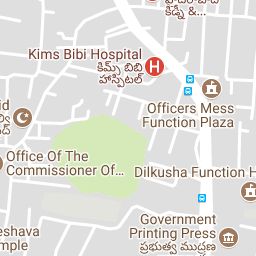 కిడ్నీ &...
Kims Bibi Hospital
కిమ్స్ బిబి
హాస్పిటల్
Officers Mess
Function Plaza
Office Of The
Commissioner Of...
Dilkusha Function H
Government
Printing Press
ప్రభుత్వ ముద్రణ
eshava
mple